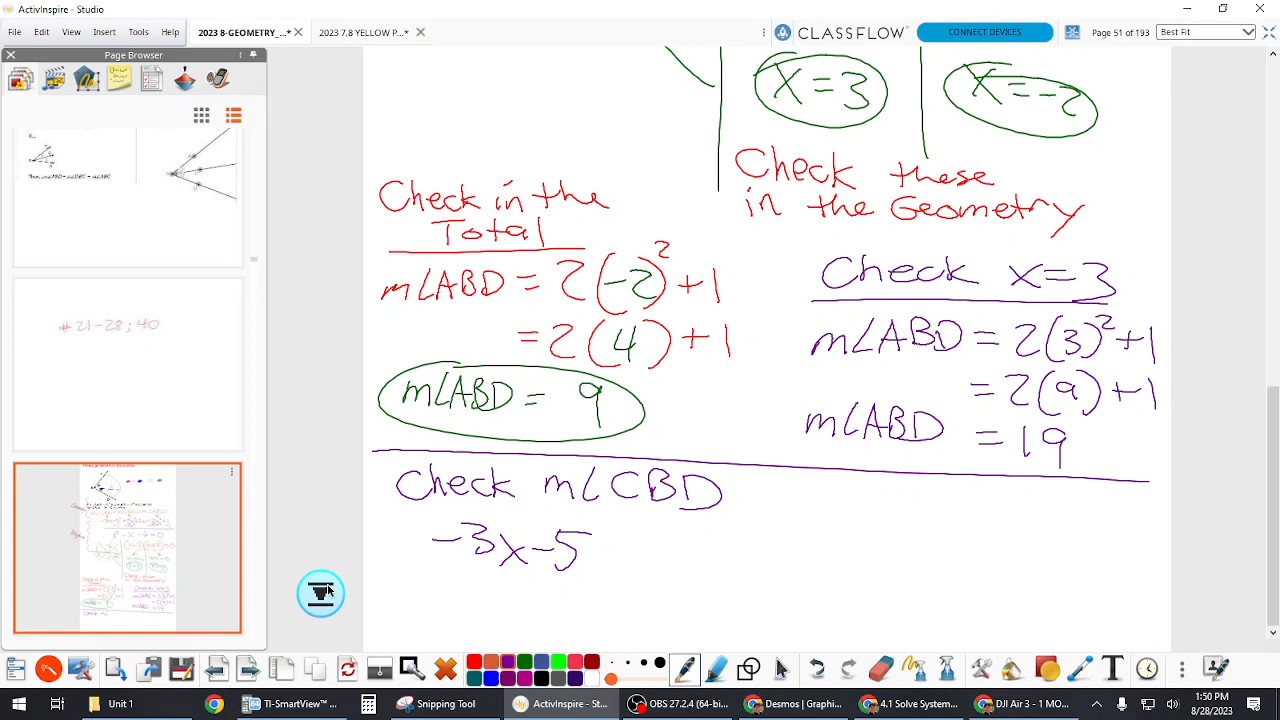 ActivInspire - Studio
File Edit View Insert Tools Help
2023 8-GEOMETRY_...*
2023 7,8 YELLOW P...*
CLASSFLOW
CONNECT DEVICES
Page 51 of 193
Best Fit
Page Browser
#21-28; 40
x = 3
x = -2
Check these
in the Geometry
Check in the
Total
m∠ABD = 2(-2)² + 1
= 2(4) + 1
m∠ABD = 9
Check x = 3
m∠ABD = 2(3)² + 1
= 2(9) + 1
m∠ABD = 19
Check m∠CBD
-3x - 5
Unit 1
TI-SmartView™...
Snipping Tool
ActivInspire - St...
OBS 27.2.4 (64-bi...
Desmos | Graphi...
4.1 Solve System...
DJI Air 3 - 1 MO...
1:50 PM
8/28/2023